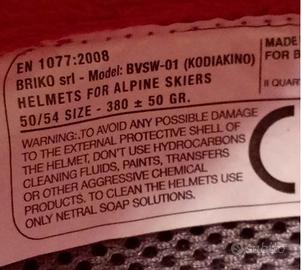 EN 1077:2008
BRIKO srl - Model: BVSW-01 (KODIAKINO)
HELMETS FOR ALPINE SKIERS
50/54 SIZE - 380 ± 50 GR.
WARNING:.TO AVOID ANY POSSIBLE DAMAGE
TO THE EXTERNAL PROTECTIVE SHELL OF
THE HELMET, DON'T USE HYDROCARBONS
CLEANING FLUIDS, PAINTS, TRANSFERS
OR OTHER AGGRESSIVE CHEMICAL
PRODUCTS. TO CLEAN THE HELMETS USE
ONLY NETRAL SOAP SOLUTIONS.
MADE
FOR B
II QUAR